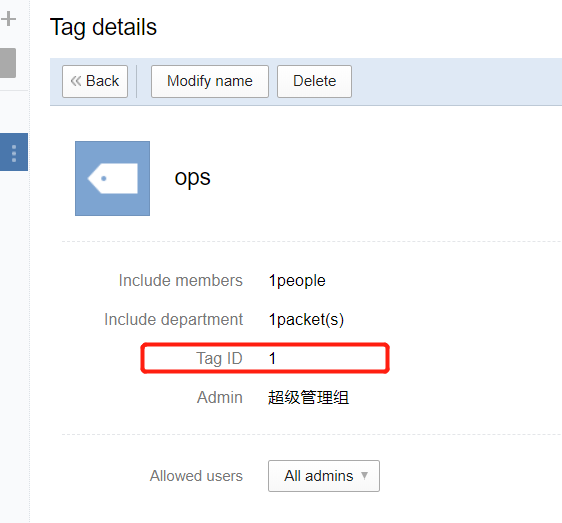 Tag details
Back Modify name Delete
ops
Include members 1people
Include department 1packet(s)
Tag ID 1
Admin 超级管理组
Allowed users All admins